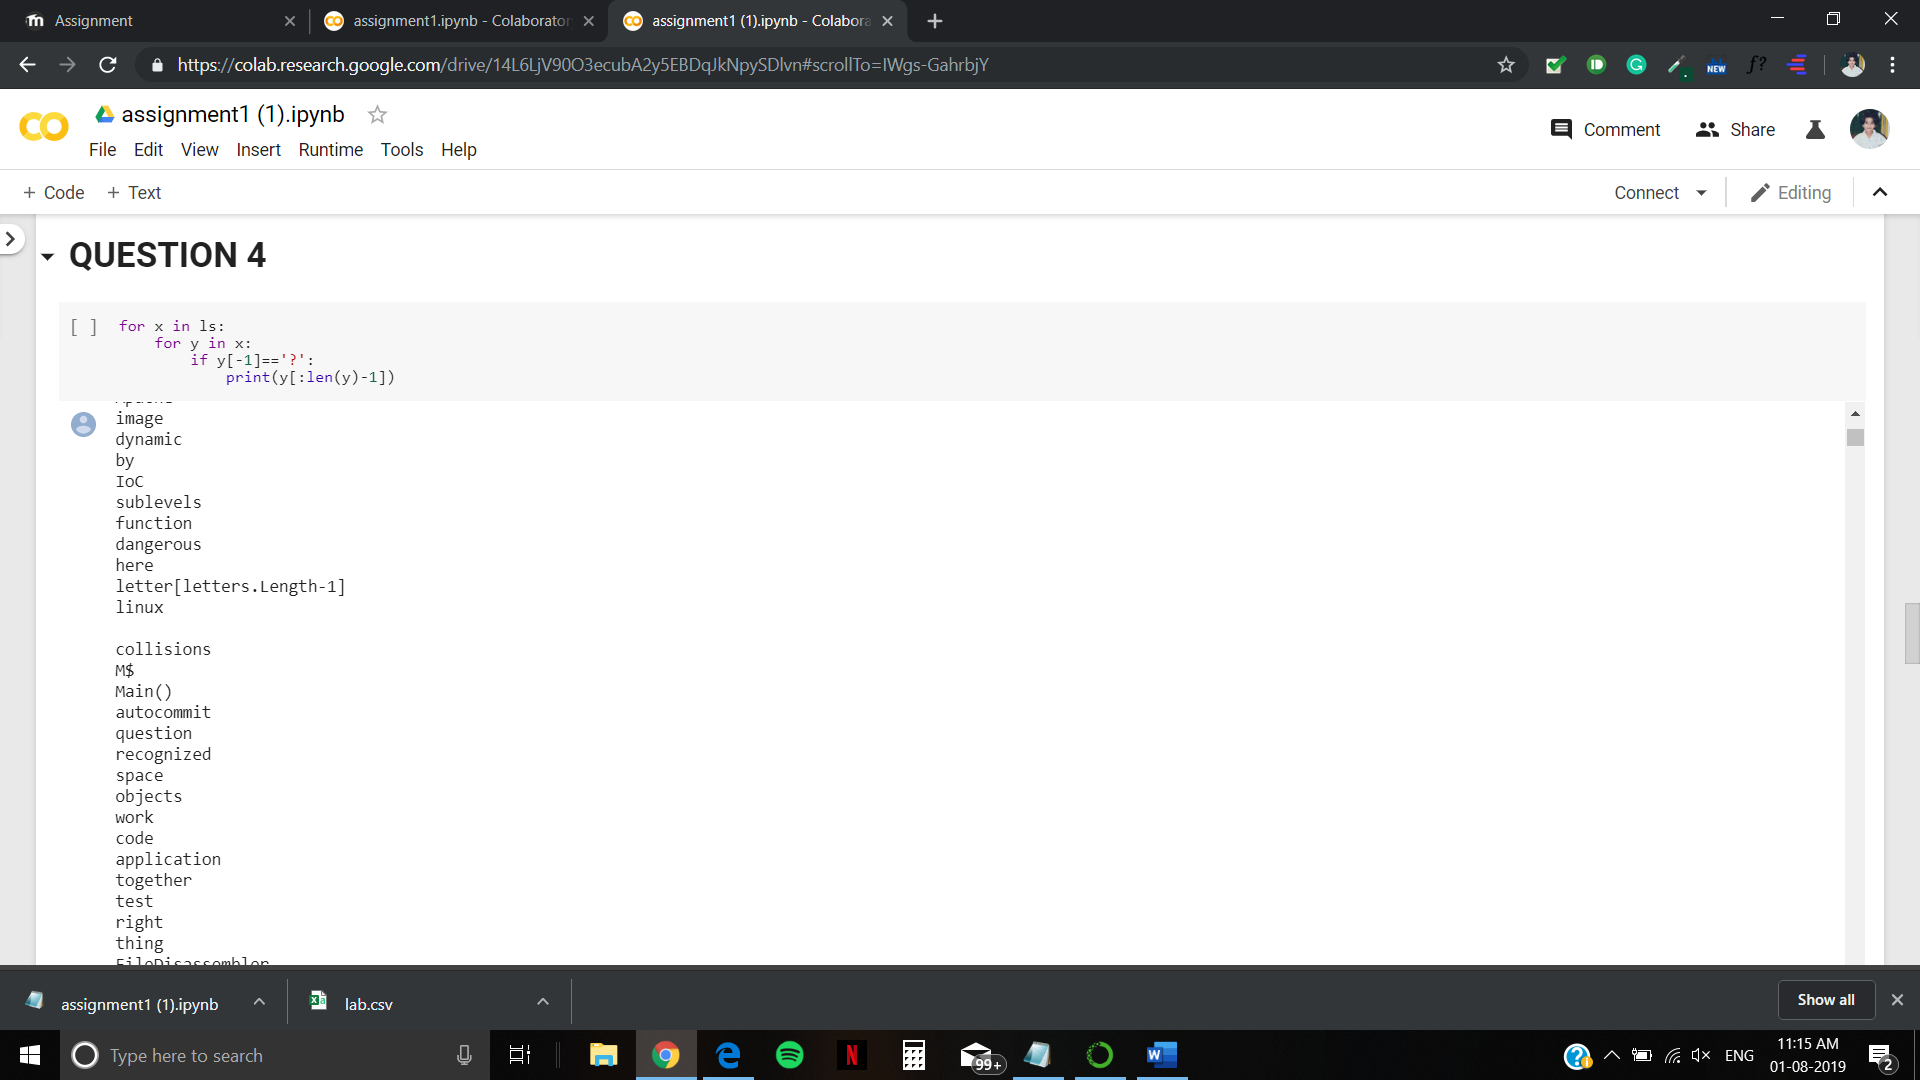 Assignment
assignment1.ipynb - Colaborator
assignment1 (1).ipynb - Colabora
https://colab.research.google.com/drive/14L6LjV90O3ecubA2y5EBDqJkNpySDlvn#scrollTo=IWgs-GahrbjY
NEW
f?
assignment1 (1).ipynb
Comment
Share
File Edit View Insert Runtime Tools Help
+ Code + Text
Connect
Editing
QUESTION 4
[ ] for x in ls:
for y in x:
if y[-1]=='?':
print(y[:len(y)-1])
image
dynamic
by
IoC
sublevels
function
dangerous
here
letter[letters.Length-1]
linux
collisions
M$
Main()
autocommit
question
recognized
space
objects
work
code
application
together
test
right
thing
FileDisassembler
assignment1 (1).ipynb
lab.csv
Show all
Type here to search
99+
ENG
11:15 AM
01-08-2019
2